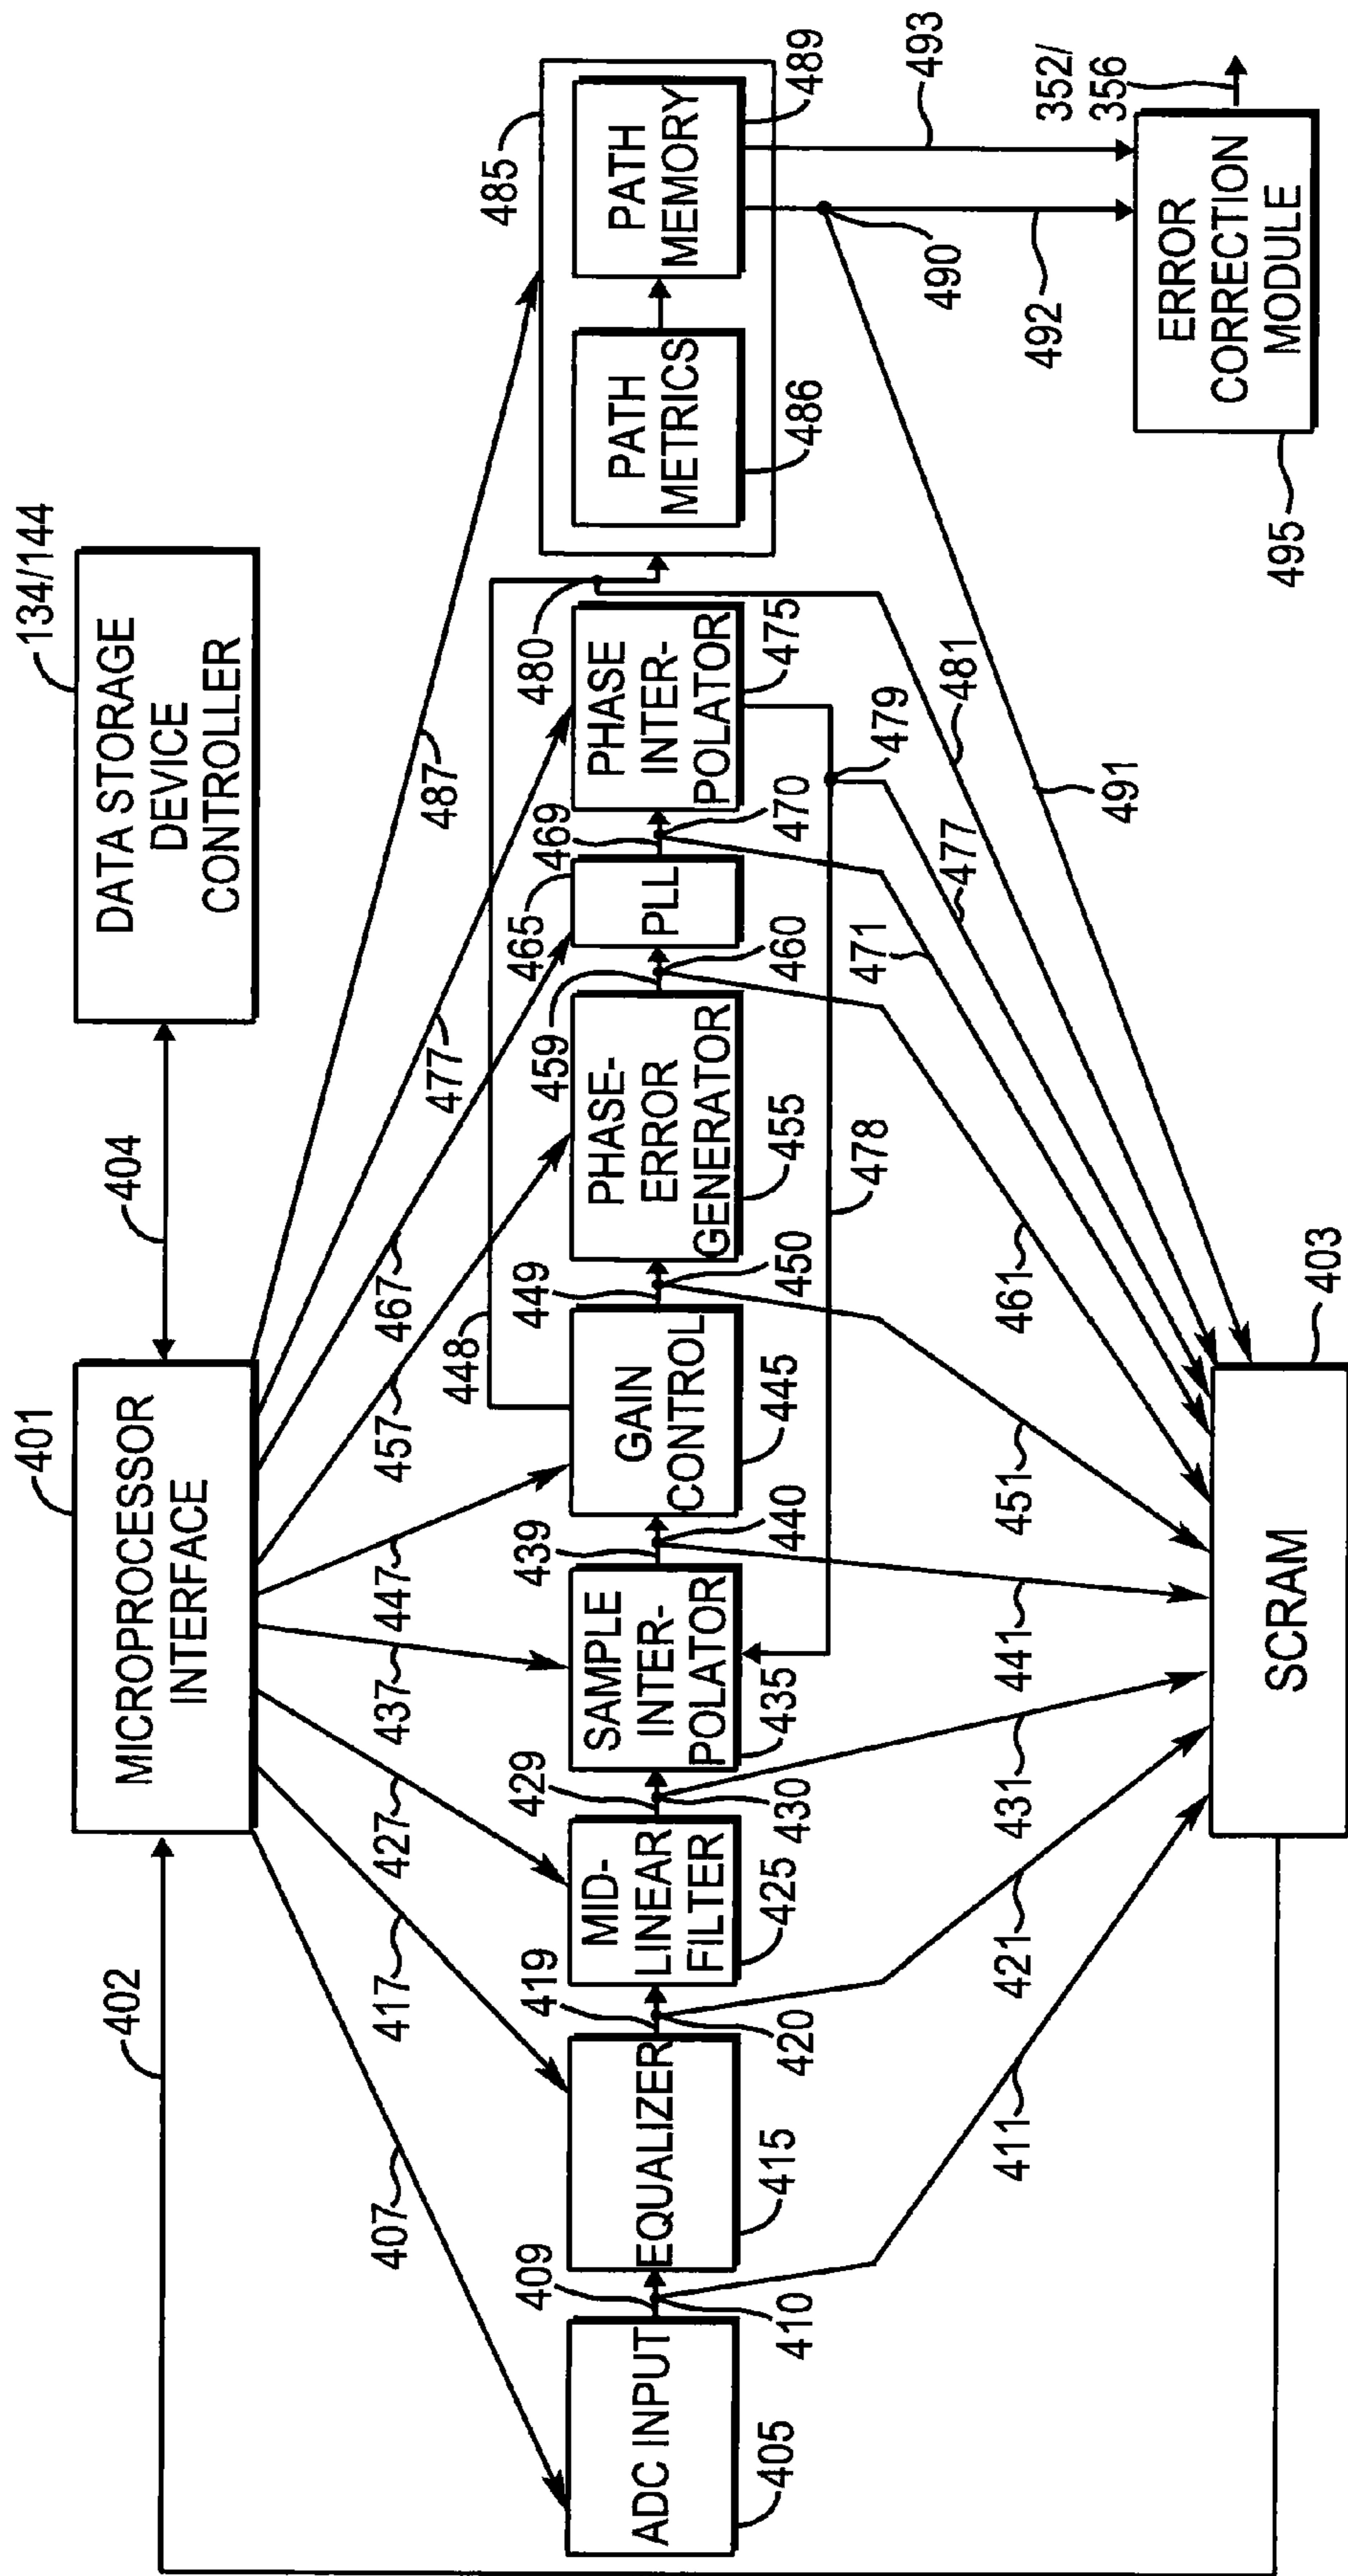 401
MICROPROCESSOR
INTERFACE
404
134/144
DATA STORAGE
DEVICE
CONTROLLER
402
407
417
427
437
447
457
467
477
487
448
485
409
419
429
439
449
459
465
469
480
ADC INPUT
EQUALIZER
MID-
LINEAR
FILTER
SAMPLE
INTER-
POLATOR
GAIN
CONTROL
PHASE-
ERROR
GENERATOR
PLL
PHASE
INTER-
POLATOR
PATH
METRICS
PATH
MEMORY
405
410
415
420
425
430
435
440
445
450
455
460
470
475
486
489
478
479
490
493
492
411
421
431
441
451
461
471
477
481
491
352/
356
ERROR
CORRECTION
MODULE
495
SCRAM
403